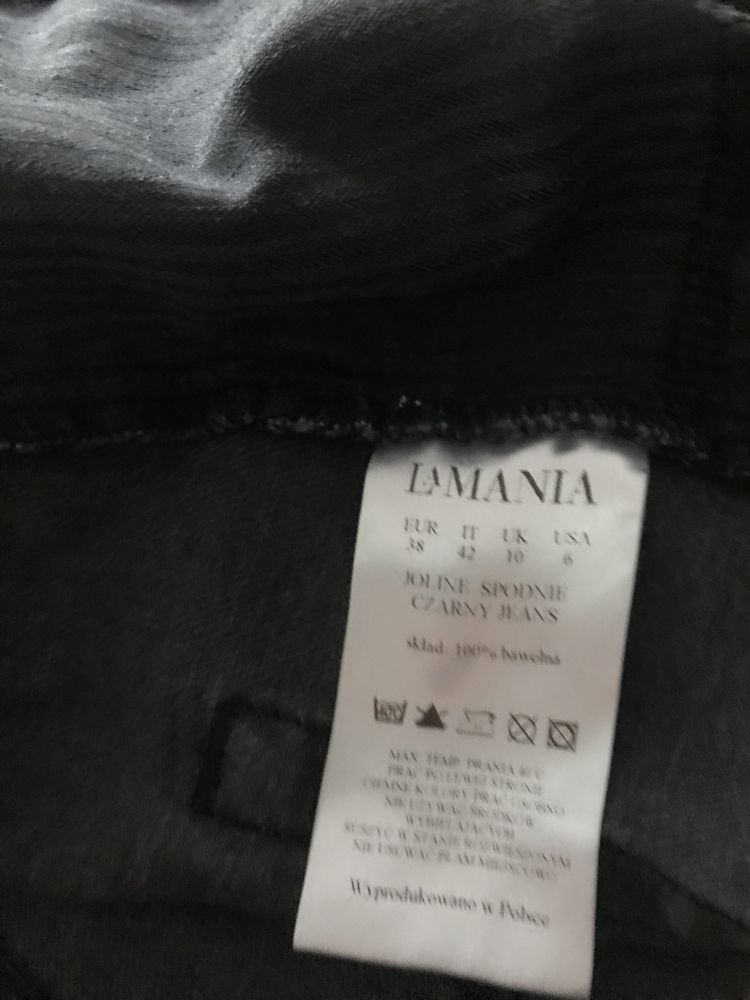 LA MANIA
EUR IT UK USA
38 42 10 6
JOLINE SPODNIE
CZARNY JEANS
skład: 100% bawełna
MAX. TEMP. PRANIA 40°C
PRAĆ PO LEWEJ STRONIE
CIEMNE KOLORY PRAĆ OSOBNO
NIE UŻYWAĆ ŚRODKÓW
WYBIELAJĄCYCH
SUSZYĆ W STANIE ROZWIESZONYM
NIE USUWAĆ PLAM MIEJSCOWO
Wyprodukowano w Polsce